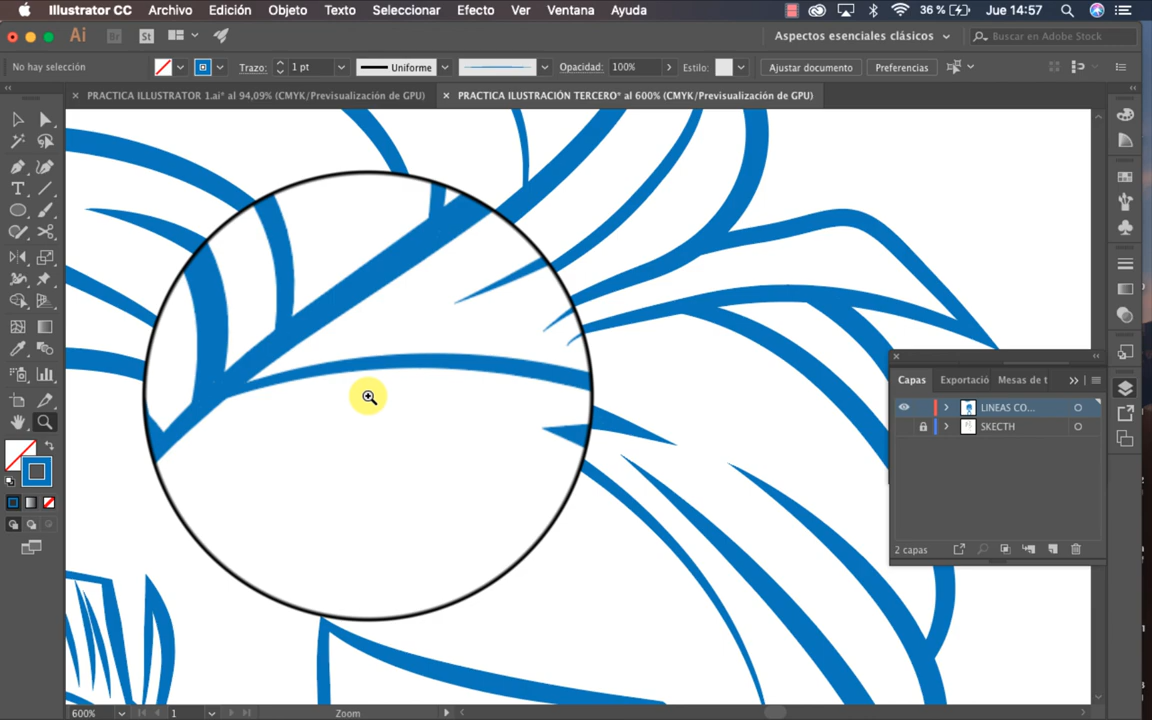 Illustrator CC Archivo Edición Objeto Texto Seleccionar Efecto Ver Ventana Ayuda 36 % Jue 14:57
Ai Br St Aspectos esenciales clásicos Buscar en Adobe Stock
No hay selección Trazo: 1 pt Uniforme Opacidad: 100% Estilo: Ajustar documento Preferencias
× PRACTICA ILLUSTRATOR 1.ai* al 94,09% (CMYK/Previsualización de GPU) × PRACTICA ILUSTRACIÓN TERCERO* al 600% (CMYK/Previsualización de GPU)
Capas Exportació Mesas de t
LINEAS CO...
SKECTH
2 capas
600% 1 Zoom